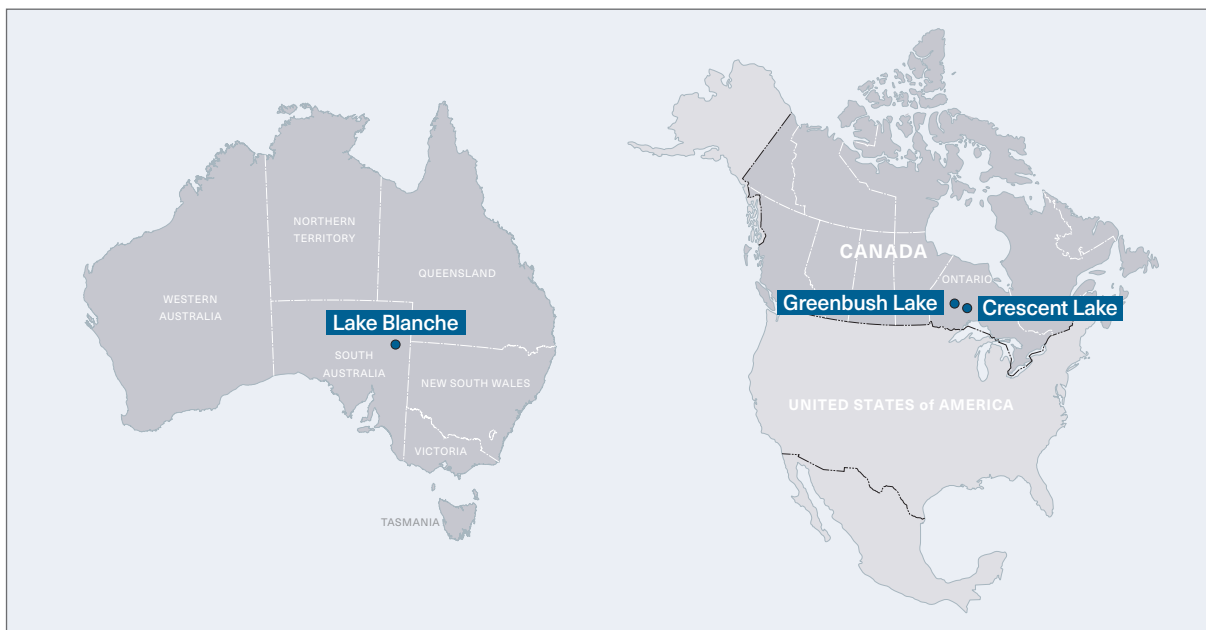 NORTHERN
TERRITORY
QUEENSLAND
WESTERN
AUSTRALIA
Lake Blanche
SOUTH
AUSTRALIA
NEW SOUTH WALES
VICTORIA
TASMANIA
CANADA
ONTARIO
Greenbush Lake
Crescent Lake
UNITED STATES of AMERICA